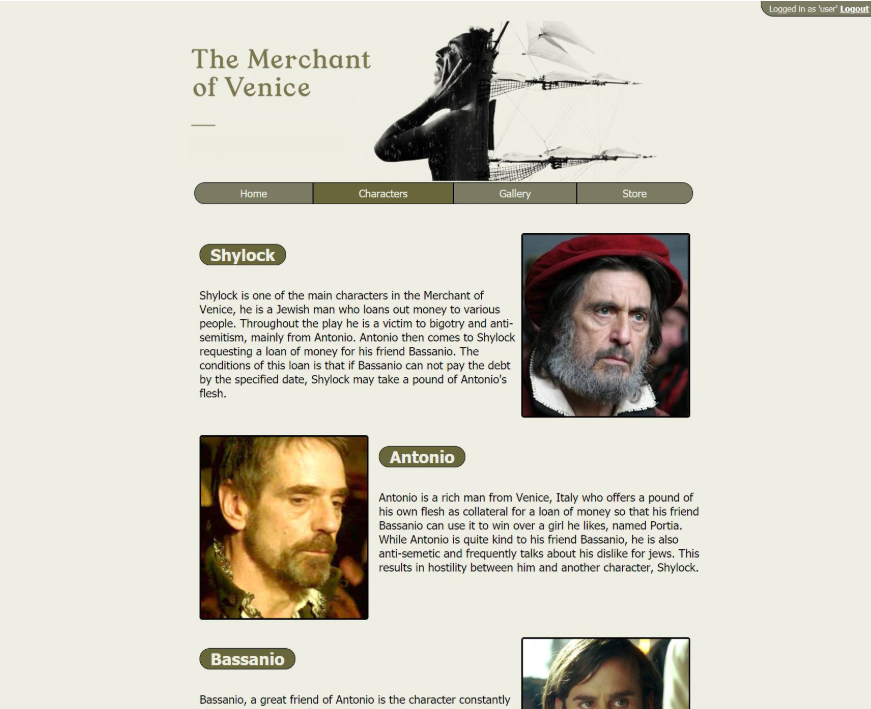 Logged in as 'user' Logout
The Merchant
of Venice
Home
Characters
Gallery
Store
Shylock
Shylock is one of the main characters in the Merchant of
Venice, he is a Jewish man who loans out money to various
people. Throughout the play he is a victim to bigotry and anti-
semitism, mainly from Antonio. Antonio then comes to Shylock
requesting a loan of money for his friend Bassanio. The
conditions of this loan is that if Bassanio can not pay the debt
by the specified date, Shylock may take a pound of Antonio's
flesh.
Antonio
Antonio is a rich man from Venice, Italy who offers a pound of
his own flesh as collateral for a loan of money so that his friend
Bassanio can use it to win over a girl he likes, named Portia.
While Antonio is quite kind to his friend Bassanio, he is also
anti-semetic and frequently talks about his dislike for jews. This
results in hostility between him and another character, Shylock.
Bassanio
Bassanio, a great friend of Antonio is the character constantly